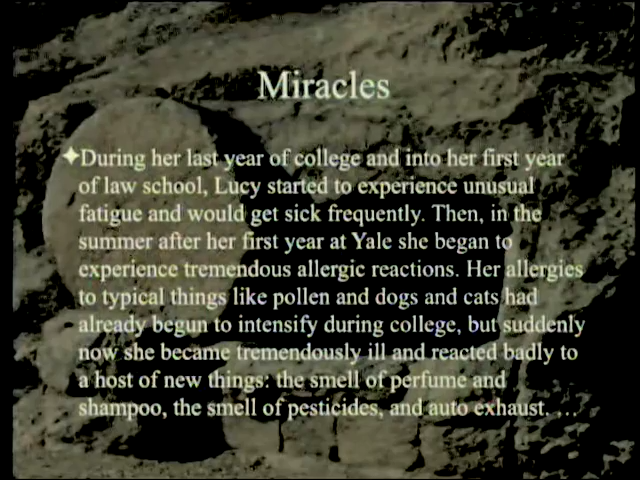 Miracles
✦During her last year of college and into her first year
of law school, Lucy started to experience unusual
fatigue and would get sick frequently. Then, in the
summer after her first year at Yale she began to
experience tremendous allergic reactions. Her allergies
to typical things like pollen and dogs and cats had
already begun to intensify during college, but suddenly
now she became tremendously ill and reacted badly to
a host of new things: the smell of perfume and
shampoo, the smell of pesticides, and auto exhaust. …